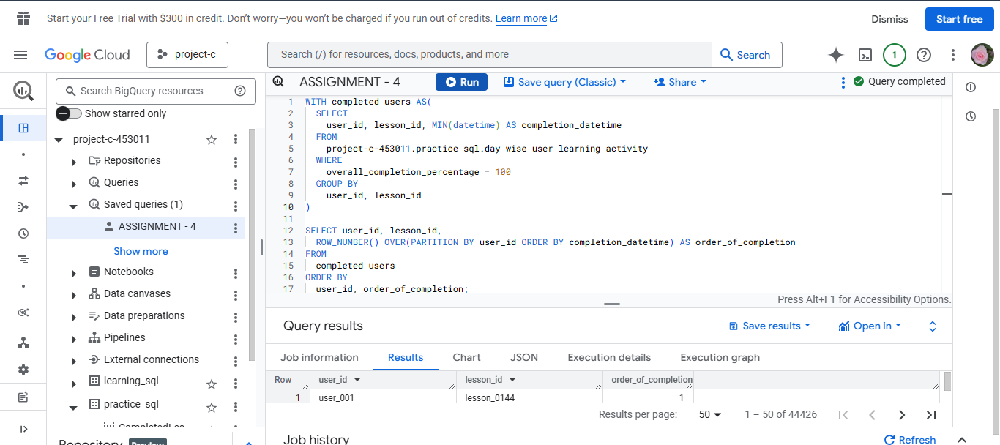 Start your Free Trial with $300 in credit. Don't worry—you won't be charged if you run out of credits. Learn more
Dismiss
Start free
Google Cloud
project-c
Search (/) for resources, docs, products, and more
Search
1
Search BigQuery resources
Show starred only
project-c-453011
Repositories
Queries
Saved queries (1)
ASSIGNMENT - 4
Show more
Notebooks
Data canvases
Data preparations
Pipelines
External connections
learning_sql
practice_sql
Repository Preview
ASSIGNMENT - 4
Run
Save query (Classic)
Share
Query completed
1 WITH completed_users AS(
2 SELECT
3 user_id, lesson_id, MIN(datetime) AS completion_datetime
4 FROM
5 project-c-453011.practice_sql.day_wise_user_learning_activity
6 WHERE
7 overall_completion_percentage = 100
8 GROUP BY
9 user_id, lesson_id
10 )
11
12 SELECT user_id, lesson_id,
13 ROW_NUMBER() OVER(PARTITION BY user_id ORDER BY completion_datetime) AS order_of_completion
14 FROM
15 completed_users
16 ORDER BY
17 user_id, order_of_completion;
Press Alt+F1 for Accessibility Options.
Query results
Save results
Open in
Job information
Results
Chart
JSON
Execution details
Execution graph
Row user_id lesson_id order_of_completion
1 user_001 lesson_0144 1
Results per page: 50 1 – 50 of 44426
Job history
Refresh